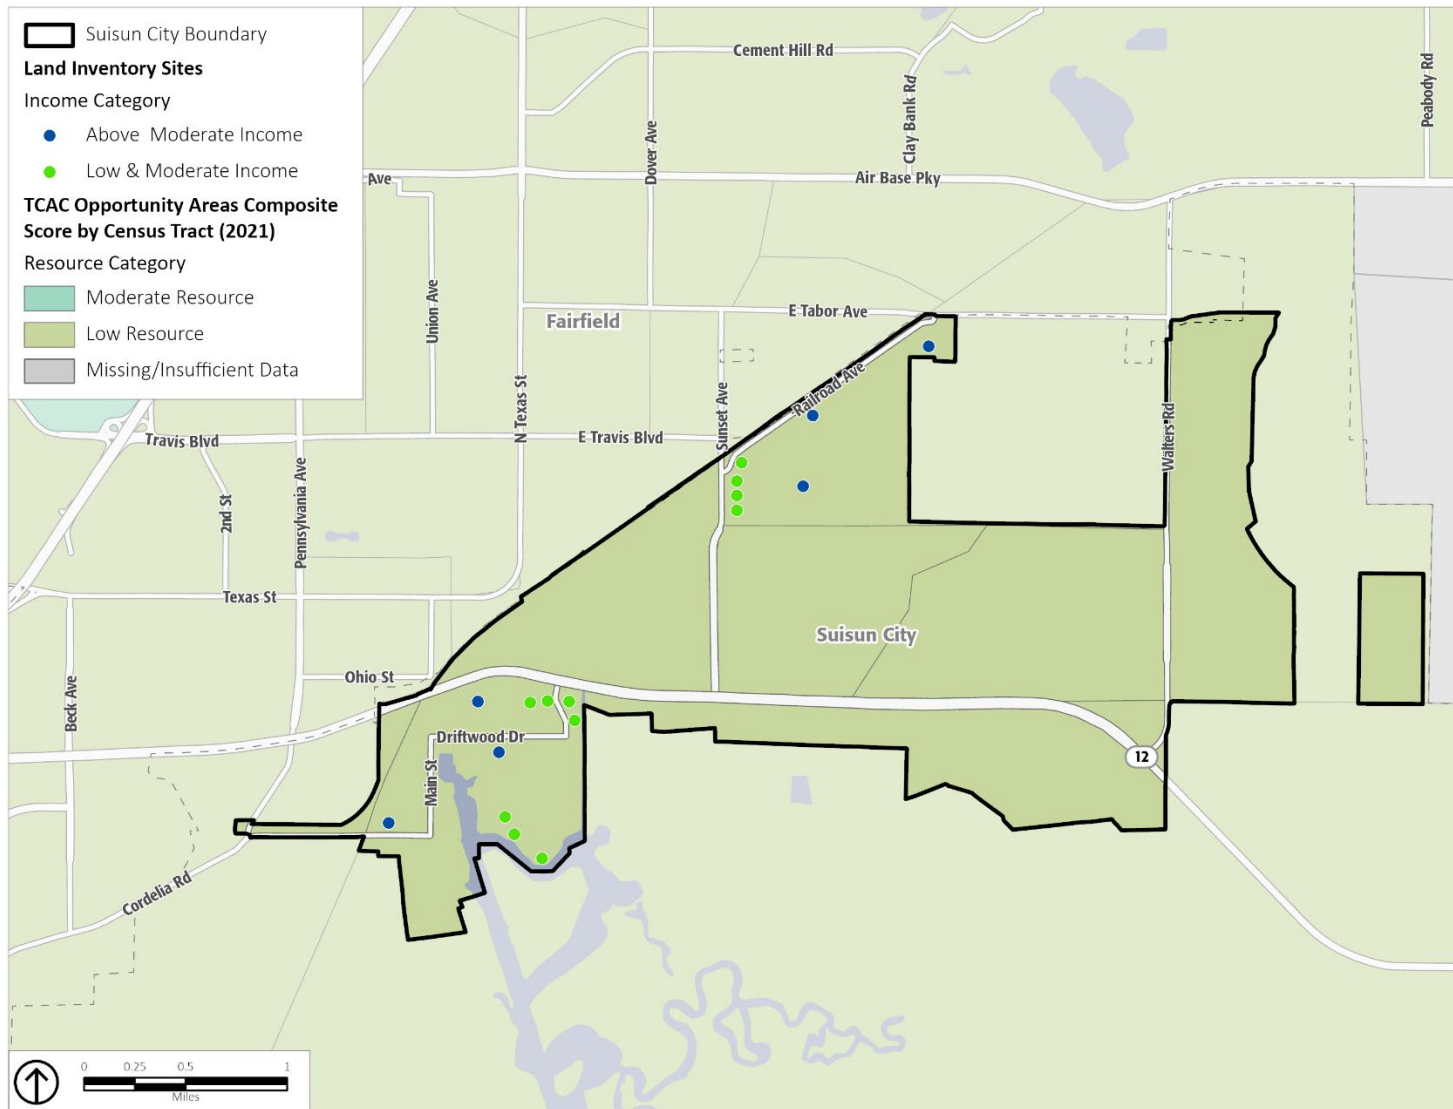 Suisun City Boundary
Land Inventory Sites
Income Category
Above Moderate Income
Low & Moderate Income
TCAC Opportunity Areas Composite
Score by Census Tract (2021)
Resource Category
Moderate Resource
Low Resource
Missing/Insufficient Data
Cement Hill Rd
Clay Bank Rd
Peabody Rd
Dover Ave
Ave
Air Base Pky
Union Ave
N Texas St
Fairfield
E Tabor Ave
Railroad Ave
Sunset Ave
Walters Rd
Travis Blvd
E Travis Blvd
2nd St
Pennsylvania Ave
Texas St
Suisun City
Ohio St
Beck Ave
Driftwood Dr
Main St
12
Cordelia Rd
0 0.25 0.5 1
Miles